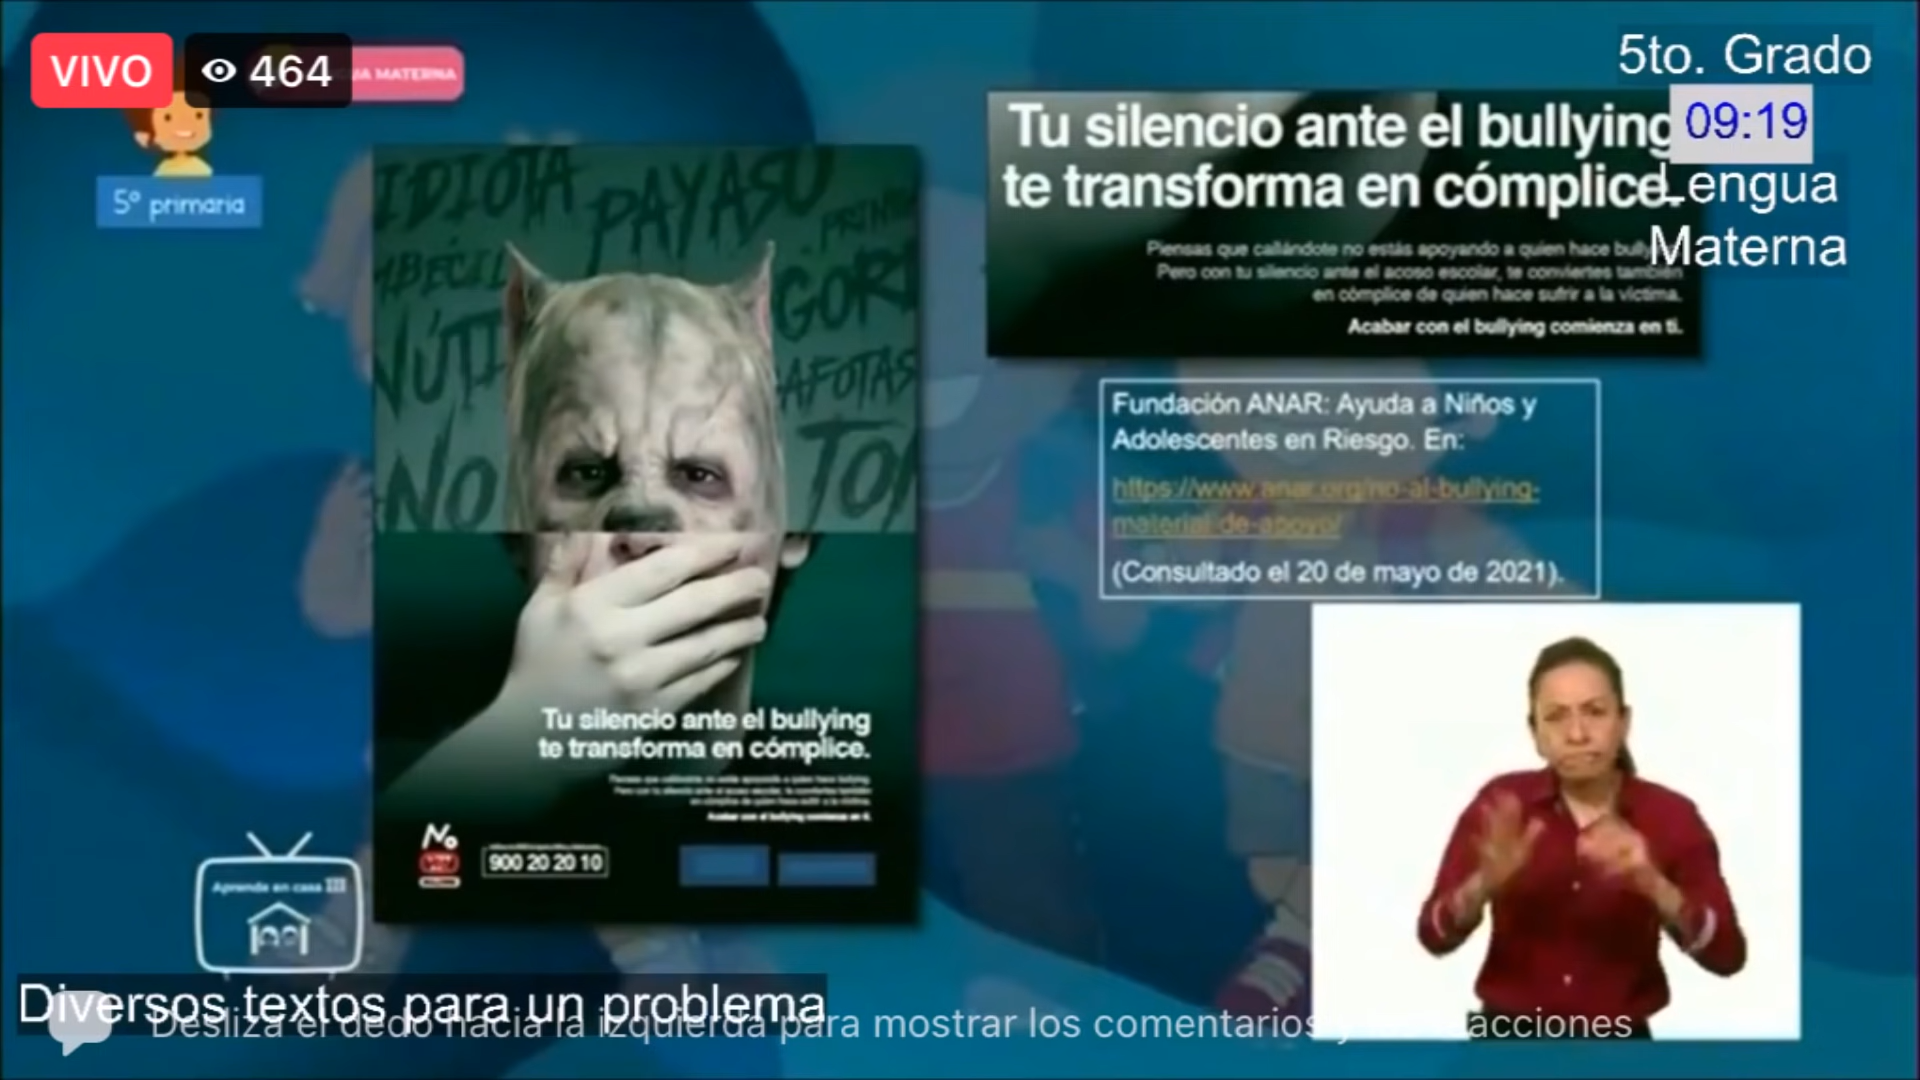 VIVO
464
UA MATERNA
5to. Grado
09:19
Lengua
Materna
5º primaria
IDIOTA
PAYASO
NO
Tu silencio ante el bullying
te transforma en cómplice.
900 20 20 10
Tu silencio ante el bullying
te transforma en cómplice.
Piensas que callándote no estás apoyando a quien hace
Pero con tu silencio ante el acoso escolar, te conviertes también
en cómplice de quien hace sufrir a la víctima.
Acabar con el bullying comienza en ti.
Fundación ANAR: Ayuda a Niños y
Adolescentes en Riesgo. En:
https://www.anar.org/no-al-bullying-
material-de-apoyo/
(Consultado el 20 de mayo de 2021).
Aprende en casa III
Diversos textos para un problema
Desliza el dedo hacia la izquierda para mostrar los comentarios y acciones